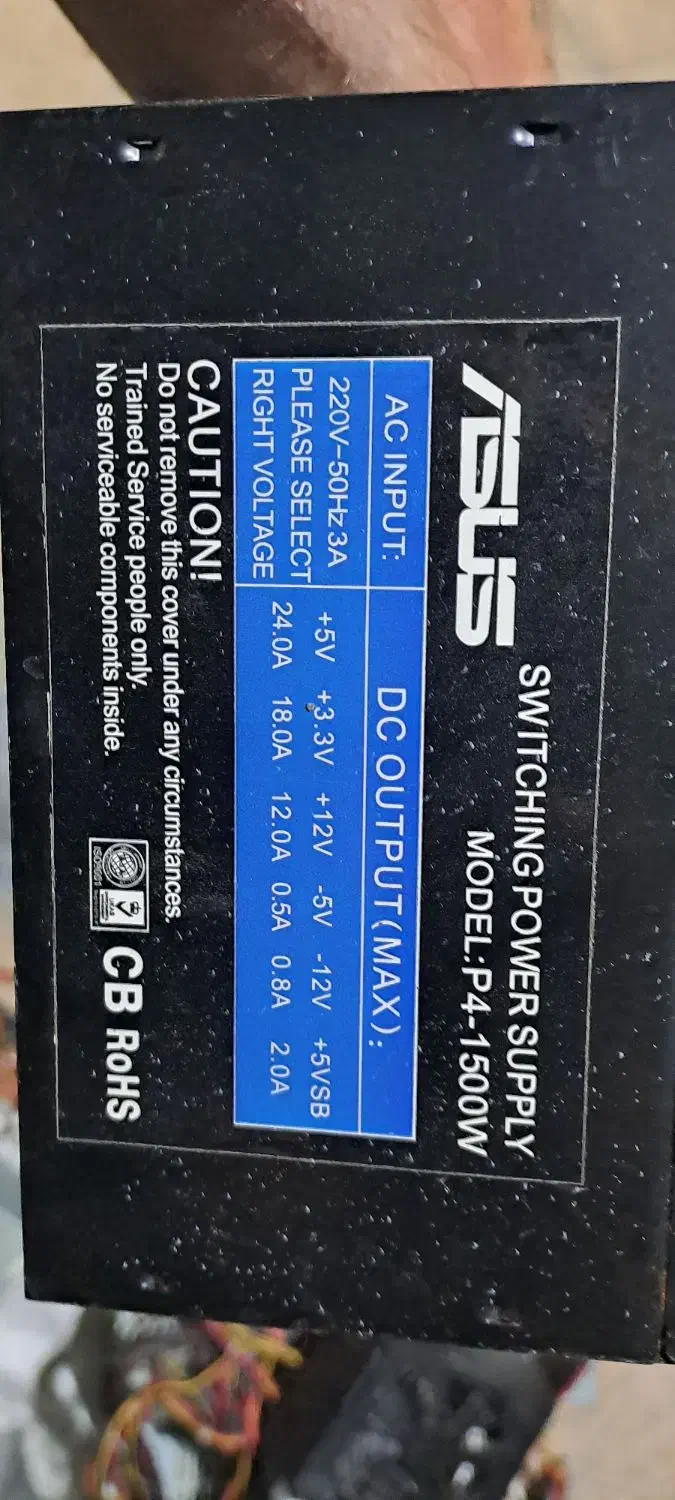 ASUS
SWITCHING POWER SUPPLY
MODEL:P4-1500W
AC INPUT: DC OUTPUT(MAX):
220V-50Hz 3A +5V +3.3V +12V -5V -12V +5VSB
PLEASE SELECT
RIGHT VOLTAGE 24.0A 18.0A 12.0A 0.5A 0.8A 2.0A
CAUTION!
Do not remove this cover under any circumstances.
Trained Service people only.
No serviceable components inside.
CB RoHS